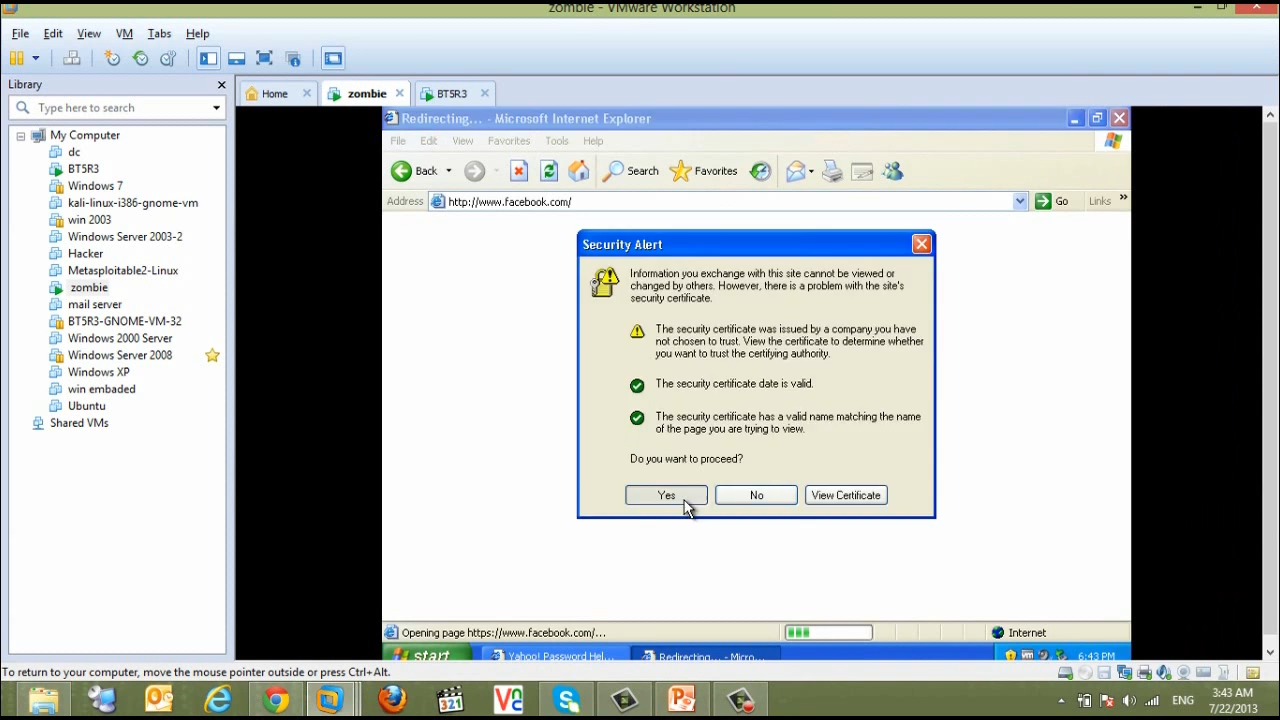 zombie - VMware Workstation
File Edit View VM Tabs Help
Library
Type here to search
My Computer
dc
BT5R3
Windows 7
kali-linux-i386-gnome-vm
win 2003
Windows Server 2003-2
Hacker
Metasploitable2-Linux
zombie
mail server
BT5R3-GNOME-VM-32
Windows 2000 Server
Windows Server 2008
Windows XP
win embaded
Ubuntu
Shared VMs
Home zombie BT5R3
Redirecting... - Microsoft Internet Explorer
File Edit View Favorites Tools Help
Back Search Favorites
Address http://www.facebook.com/ Go Links »
Security Alert
Information you exchange with this site cannot be viewed or
changed by others. However, there is a problem with the site's
security certificate.
The security certificate was issued by a company you have
not chosen to trust. View the certificate to determine whether
you want to trust the certifying authority.
The security certificate date is valid.
The security certificate has a valid name matching the name
of the page you are trying to view.
Do you want to proceed?
Yes No View Certificate
Opening page https://www.facebook.com/... Internet
start Yahoo! Password Hel... Redirecting... - Micro... 6:43 PM
To return to your computer, move the mouse pointer outside or press Ctrl+Alt.
321 VNC ENG 3:43 AM
7/22/2013